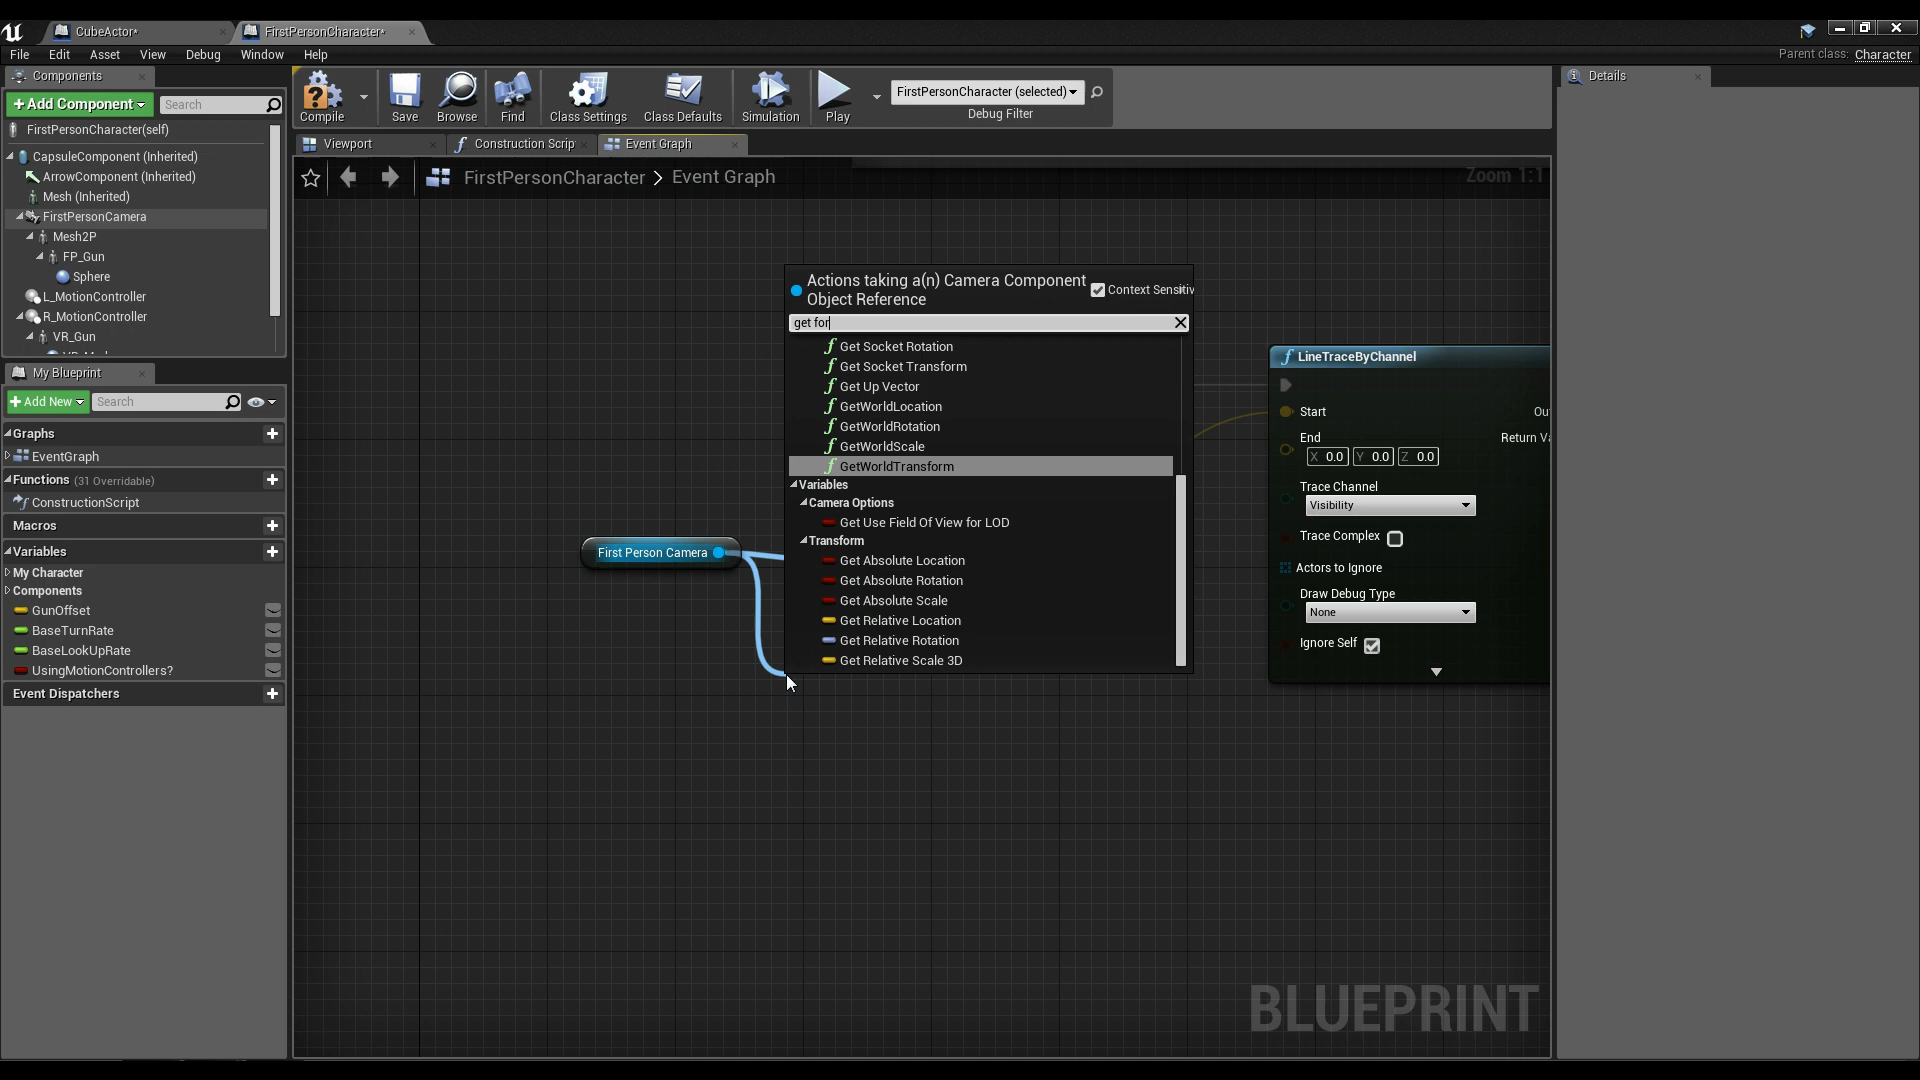 CubeActor*
FirstPersonCharacter*
File Edit Asset View Debug Window Help
Parent class: Character
Components
+Add Component
Search
FirstPersonCharacter(self)
CapsuleComponent (Inherited)
ArrowComponent (Inherited)
Mesh (Inherited)
FirstPersonCamera
Mesh2P
FP_Gun
Sphere
L_MotionController
R_MotionController
VR_Gun
My Blueprint
+Add New
Search
Graphs
EventGraph
Functions (31 Overridable)
ConstructionScript
Macros
Variables
My Character
Components
GunOffset
BaseTurnRate
BaseLookUpRate
UsingMotionControllers?
Event Dispatchers
Compile
Save
Browse
Find
Class Settings
Class Defaults
Simulation
Play
FirstPersonCharacter (selected)
Debug Filter
Viewport
Construction Scrip
Event Graph
FirstPersonCharacter > Event Graph
Zoom 1:1
First Person Camera
Actions taking a(n) Camera Component
Object Reference
Context Sensitiv
get for
Get Socket Rotation
Get Socket Transform
Get Up Vector
GetWorldLocation
GetWorldRotation
GetWorldScale
GetWorldTransform
Variables
Camera Options
Get Use Field Of View for LOD
Transform
Get Absolute Location
Get Absolute Rotation
Get Absolute Scale
Get Relative Location
Get Relative Rotation
Get Relative Scale 3D
LineTraceByChannel
Start
Ou
End
Return Va
X 0.0 Y 0.0 Z 0.0
Trace Channel
Visibility
Trace Complex
Actors to Ignore
Draw Debug Type
None
Ignore Self
BLUEPRINT
Details